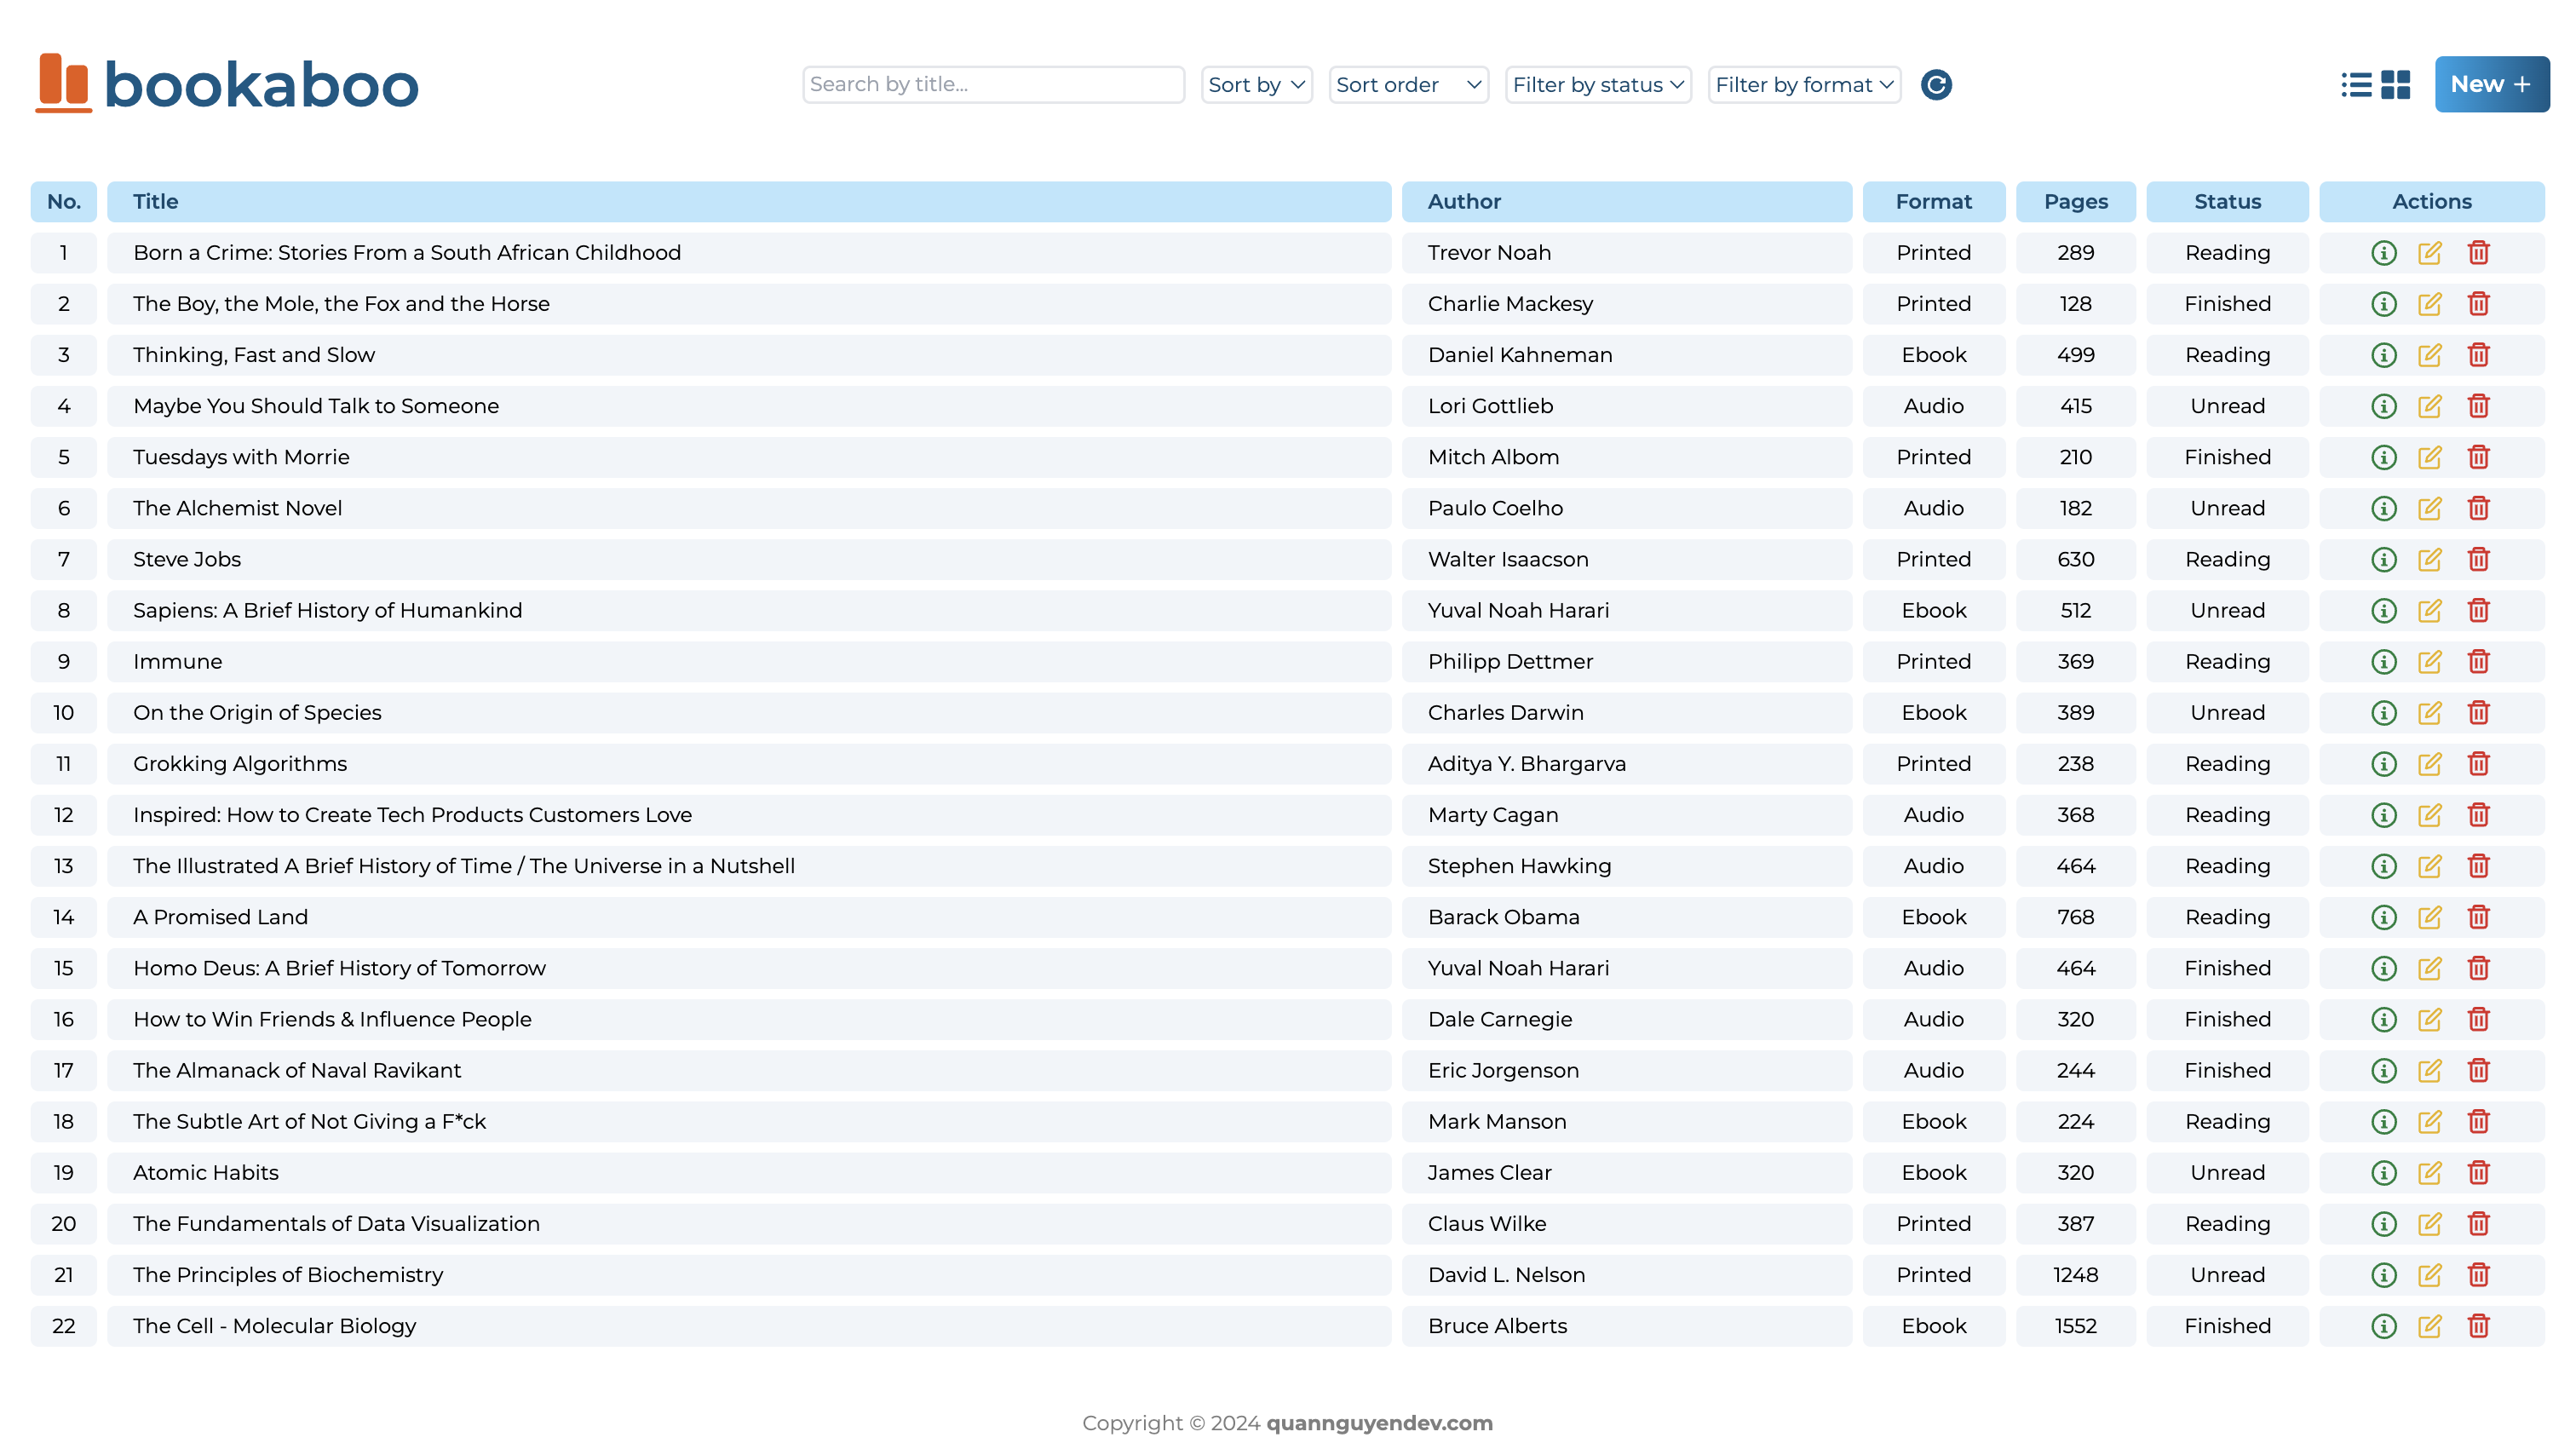 bookaboo
Search by title... Sort by Sort order Filter by status Filter by format New +
No. Title Author Format Pages Status Actions
1 Born a Crime: Stories From a South African Childhood Trevor Noah Printed 289 Reading
2 The Boy, the Mole, the Fox and the Horse Charlie Mackesy Printed 128 Finished
3 Thinking, Fast and Slow Daniel Kahneman Ebook 499 Reading
4 Maybe You Should Talk to Someone Lori Gottlieb Audio 415 Unread
5 Tuesdays with Morrie Mitch Albom Printed 210 Finished
6 The Alchemist Novel Paulo Coelho Audio 182 Unread
7 Steve Jobs Walter Isaacson Printed 630 Reading
8 Sapiens: A Brief History of Humankind Yuval Noah Harari Ebook 512 Unread
9 Immune Philipp Dettmer Printed 369 Reading
10 On the Origin of Species Charles Darwin Ebook 389 Unread
11 Grokking Algorithms Aditya Y. Bhargarva Printed 238 Reading
12 Inspired: How to Create Tech Products Customers Love Marty Cagan Audio 368 Reading
13 The Illustrated A Brief History of Time / The Universe in a Nutshell Stephen Hawking Audio 464 Reading
14 A Promised Land Barack Obama Ebook 768 Reading
15 Homo Deus: A Brief History of Tomorrow Yuval Noah Harari Audio 464 Finished
16 How to Win Friends & Influence People Dale Carnegie Audio 320 Finished
17 The Almanack of Naval Ravikant Eric Jorgenson Audio 244 Finished
18 The Subtle Art of Not Giving a F*ck Mark Manson Ebook 224 Reading
19 Atomic Habits James Clear Ebook 320 Unread
20 The Fundamentals of Data Visualization Claus Wilke Printed 387 Reading
21 The Principles of Biochemistry David L. Nelson Printed 1248 Unread
22 The Cell - Molecular Biology Bruce Alberts Ebook 1552 Finished
Copyright © 2024 quannguyendev.com